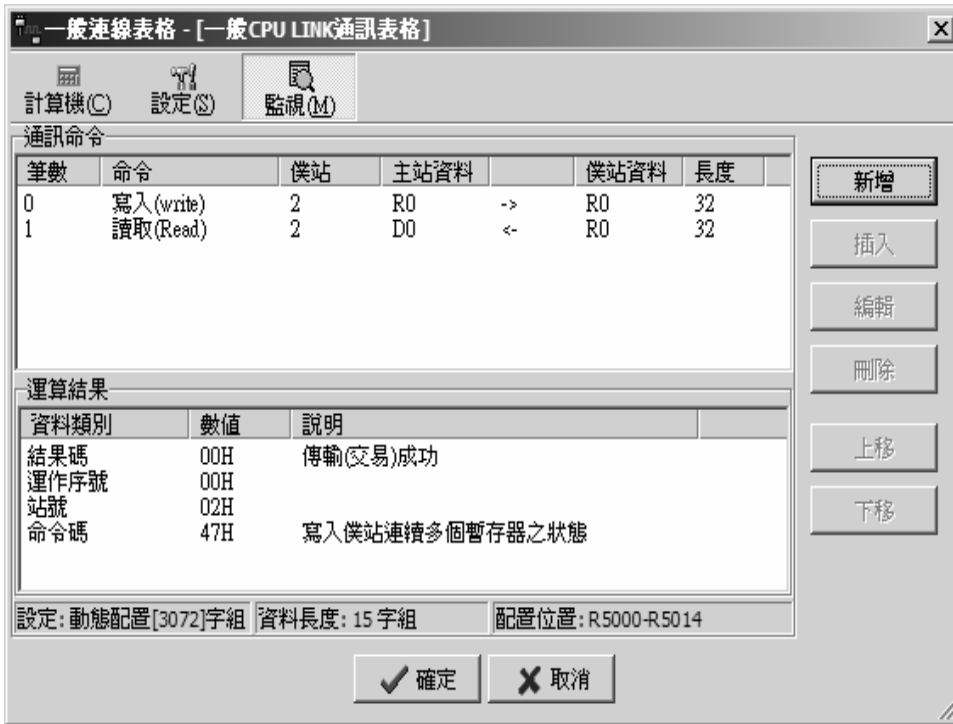 一般連線表格 - [一般CPU LINK通訊表格]
計算機(C) 設定(S) 監視(M)
通訊命令
筆數 命令 僕站 主站資料 僕站資料 長度
0 寫入(write) 2 R0 -> R0 32
1 讀取(Read) 2 D0 <- R0 32
新增
插入
編輯
刪除
上移
下移
運算結果
資料類別 數值 說明
結果碼 00H 傳輸(交易)成功
運作序號 00H
站號 02H
命令碼 47H 寫入僕站連續多個暫存器之狀態
設定: 動態配置[3072]字組 資料長度: 15 字組 配置位置: R5000-R5014
確定 取消